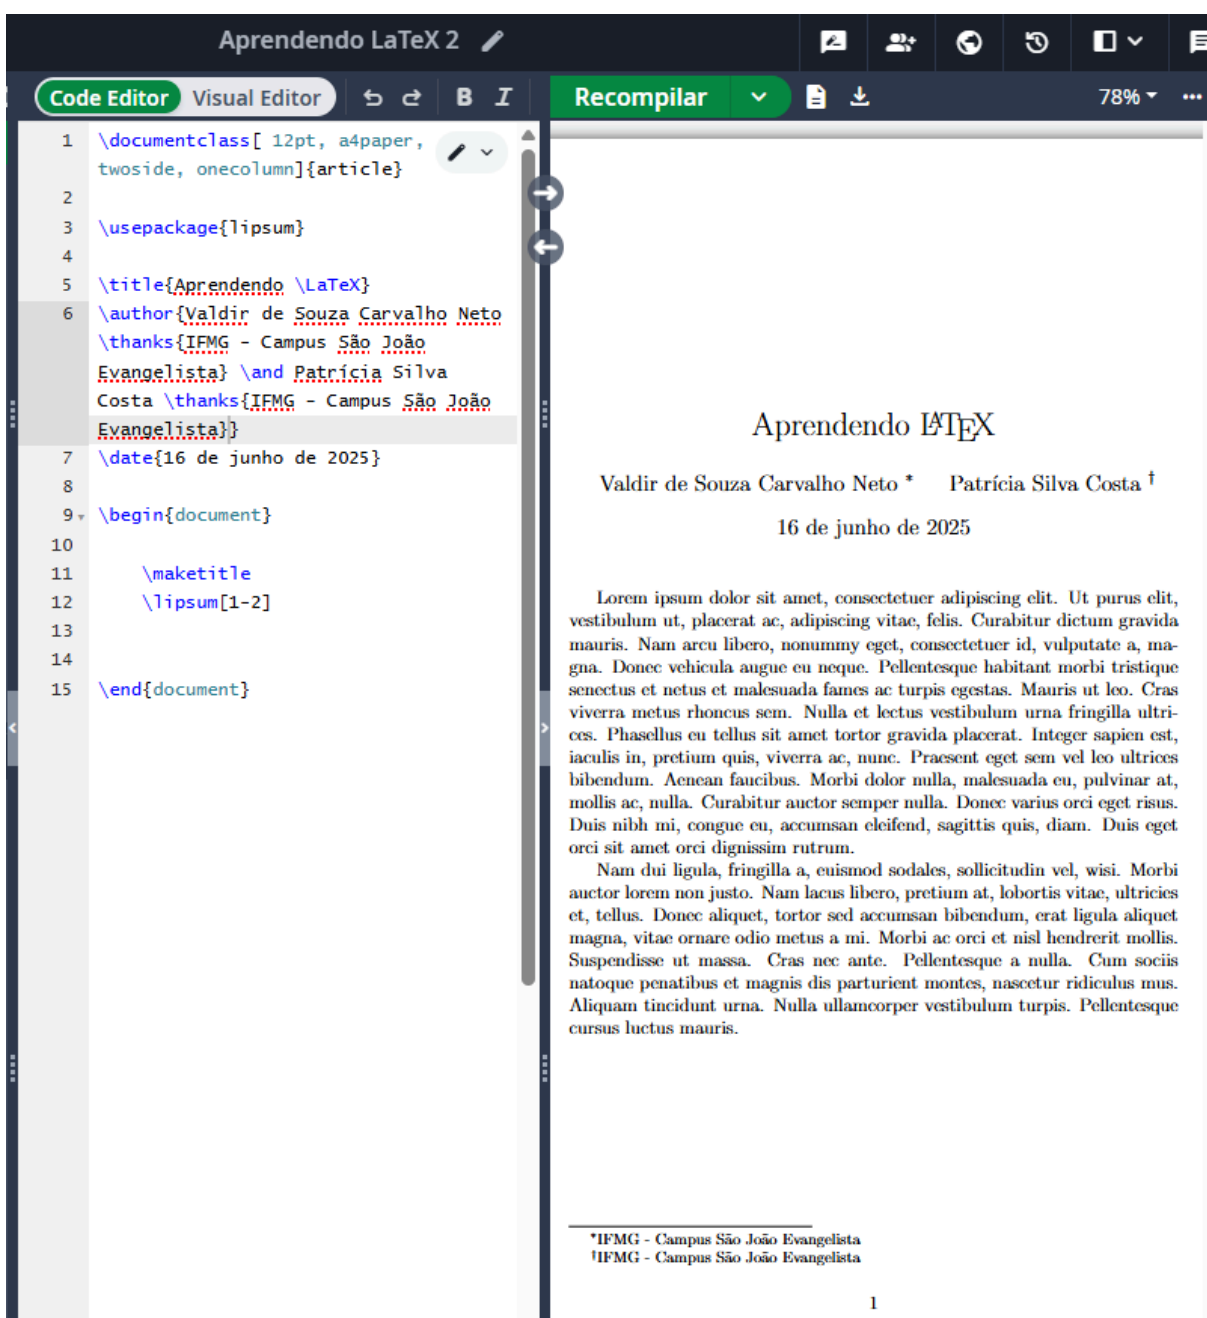 Aprendendo LaTeX 2
Code Editor Visual Editor B I
Recompilar 78%
1 \documentclass[ 12pt, a4paper,
twoside, onecolumn]{article}
2
3 \usepackage{lipsum}
4
5 \title{Aprendendo \LaTeX}
6 \author{Valdir de Souza Carvalho Neto
\thanks{IFMG - Campus São João
Evangelista} \and Patrícia Silva
Costa \thanks{IFMG - Campus São João
Evangelista}}
7 \date{16 de junho de 2025}
8
9 \begin{document}
10
11 \maketitle
12 \lipsum[1-2]
13
14
15 \end{document}
Aprendendo LATEX
Valdir de Souza Carvalho Neto * Patrícia Silva Costa †
16 de junho de 2025
Lorem ipsum dolor sit amet, consectetuer adipiscing elit. Ut purus elit,
vestibulum ut, placerat ac, adipiscing vitae, felis. Curabitur dictum gravida
mauris. Nam arcu libero, nonummy eget, consectetuer id, vulputate a, ma-
gna. Donec vehicula augue eu neque. Pellentesque habitant morbi tristique
senectus et netus et malesuada fames ac turpis egestas. Mauris ut leo. Cras
viverra metus rhoncus sem. Nulla et lectus vestibulum urna fringilla ultri-
ces. Phasellus eu tellus sit amet tortor gravida placerat. Integer sapien est,
iaculis in, pretium quis, viverra ac, nunc. Praesent eget sem vel leo ultrices
bibendum. Aenean faucibus. Morbi dolor nulla, malesuada eu, pulvinar at,
mollis ac, nulla. Curabitur auctor semper nulla. Donec varius orci eget risus.
Duis nibh mi, congue eu, accumsan eleifend, sagittis quis, diam. Duis eget
orci sit amet orci dignissim rutrum.
Nam dui ligula, fringilla a, euismod sodales, sollicitudin vel, wisi. Morbi
auctor lorem non justo. Nam lacus libero, pretium at, lobortis vitae, ultricies
et, tellus. Donec aliquet, tortor sed accumsan bibendum, erat ligula aliquet
magna, vitae ornare odio metus a mi. Morbi ac orci et nisl hendrerit mollis.
Suspendisse ut massa. Cras nec ante. Pellentesque a nulla. Cum sociis
natoque penatibus et magnis dis parturient montes, nascetur ridiculus mus.
Aliquam tincidunt urna. Nulla ullamcorper vestibulum turpis. Pellentesque
cursus luctus mauris.
*IFMG - Campus São João Evangelista
†IFMG - Campus São João Evangelista
1